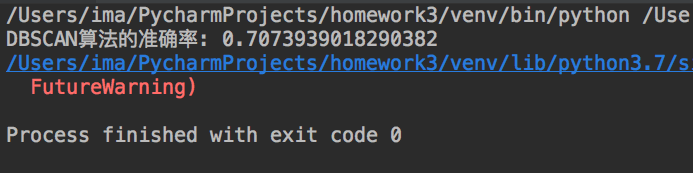 /Users/ima/PycharmProjects/homework3/venv/bin/python /Use
DBSCAN算法的准确率: 0.7073939018290382
/Users/ima/PycharmProjects/homework3/venv/lib/python3.7/s
FutureWarning)
Process finished with exit code 0